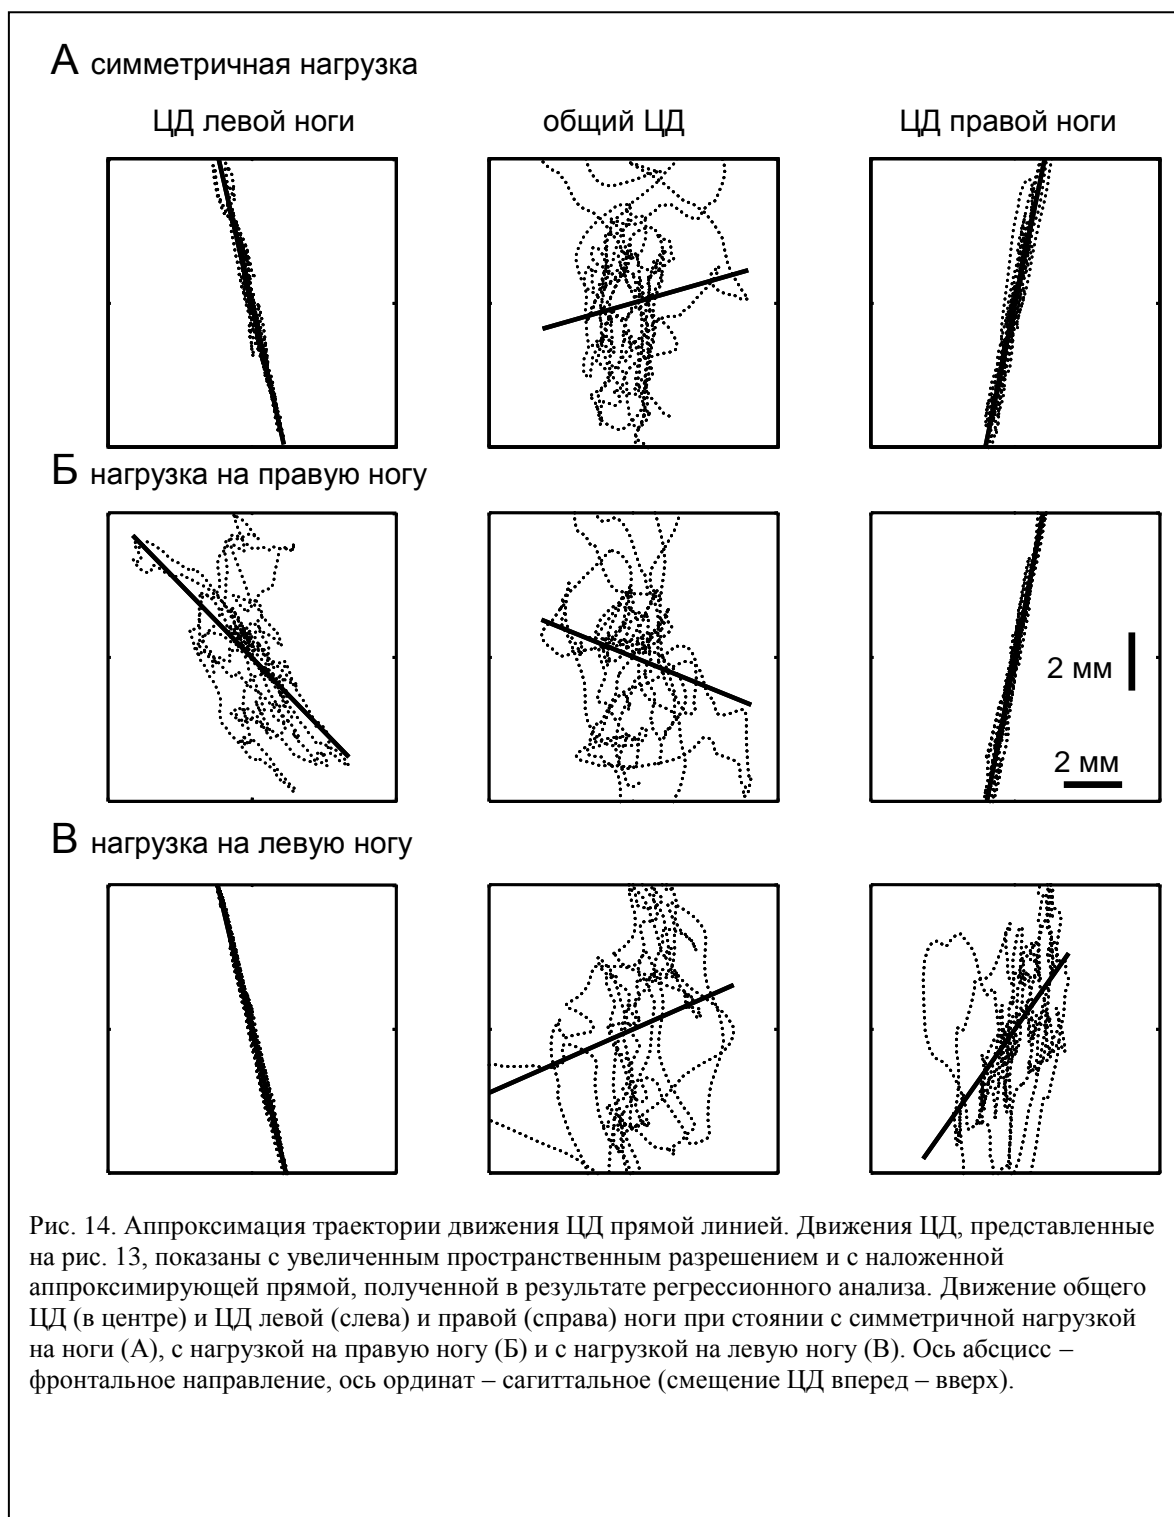 А симметричная нагрузка
ЦД левой ноги
общий ЦД
ЦД правой ноги
Б нагрузка на правую ногу
2 мм
2 мм
В нагрузка на левую ногу
Рис. 14. Аппроксимация траектории движения ЦД прямой линией. Движения ЦД, представленные
на рис. 13, показаны с увеличенным пространственным разрешением и с наложенной
аппроксимирующей прямой, полученной в результате регрессионного анализа. Движение общего
ЦД (в центре) и ЦД левой (слева) и правой (справа) ноги при стоянии с симметричной нагрузкой
на ноги (А), с нагрузкой на правую ногу (Б) и с нагрузкой на левую ногу (В). Ось абсцисс –
фронтальное направление, ось ординат – сагиттальное (смещение ЦД вперед – вверх).